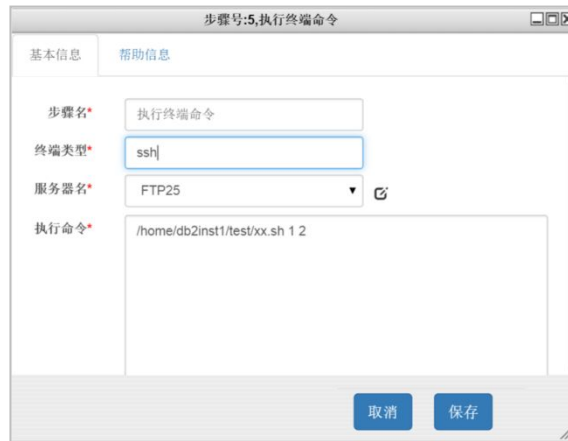 步骤号:5,执行终端命令
基本信息 帮助信息
步骤名* 执行终端命令
终端类型* ssh
服务器名* FTP25
执行命令* /home/db2inst1/test/xx.sh 1 2
取消 保存